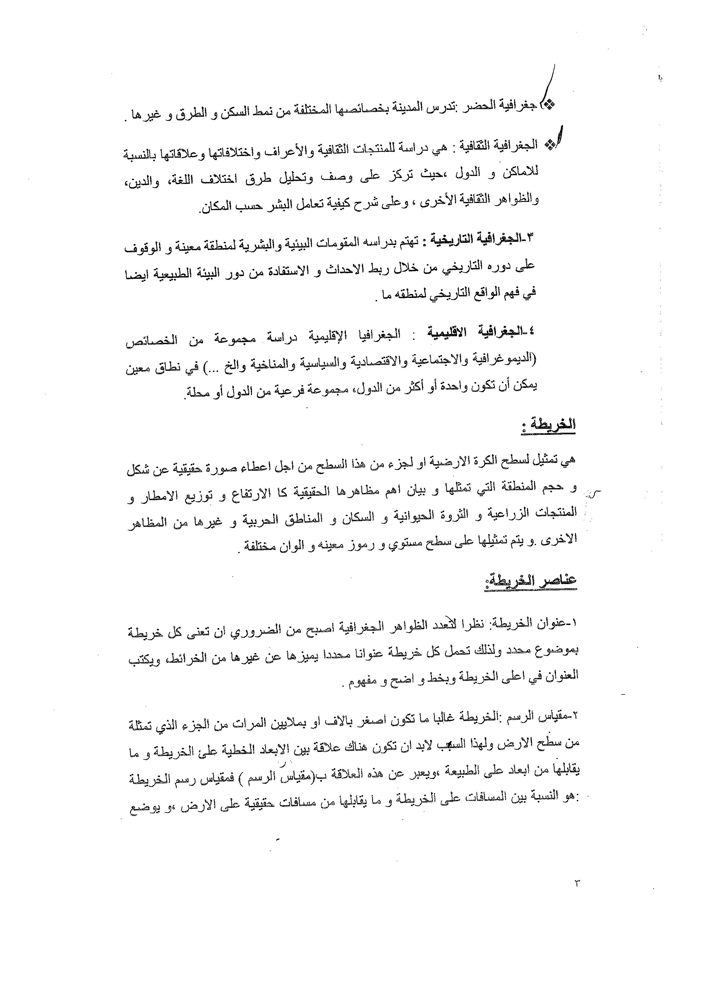 ❖ جغرافية الحضر :تدرس المدينة بخصائصها المختلفة من نمط السكن و الطرق و غيرها .
❖ الجغرافية الثقافية : هي دراسة للمنتجات الثقافية والأعراف واختلافاتها وعلاقاتها بالنسبة
للاماكن و الدول ،حيث تركز على وصف وتحليل طرق اختلاف اللغة، والدين،
والظواهر الثقافية الأخرى ، وعلى شرح كيفية تعامل البشر حسب المكان.
٣-الجغرافية التاريخية : تهتم بدراسه المقومات البيئية والبشرية لمنطقة معينة و الوقوف
على دوره التاريخي من خلال ربط الاحداث و الاستفادة من دور البيئة الطبيعية ايضا
في فهم الواقع التاريخي لمنطقه ما .
٤-الجغرافية الاقليمية : الجغرافيا الإقليمية دراسة مجموعة من الخصائص
(الديموغرافية والاجتماعية والاقتصادية والسياسية والمناخية والخ ...) في نطاق معين
يمكن أن تكون واحدة أو أكثر من الدول، مجموعة فرعية من الدول أو محلة.
الخريطة :
هي تمثيل لسطح الكرة الارضية او لجزء من هذا السطح من اجل اعطاء صورة حقيقية عن شكل
و حجم المنطقة التي تمثلها و بيان اهم مظاهرها الحقيقية كا الارتفاع و توزيع الامطار و
المنتجات الزراعية و الثروة الحيوانية و السكان و المناطق الحربية و غيرها من المظاهر
الاخرى .و يتم تمثيلها على سطح مستوي و رموز معينه و الوان مختلفة .
عناصر الخريطة:
١-عنوان الخريطة: نظرا لتعدد الظواهر الجغرافية اصبح من الضروري ان تعنى كل خريطة
بموضوع محدد ولذلك تحمل كل خريطة عنوانا محددا يميزها عن غيرها من الخرائط، ويكتب
العنوان في اعلى الخريطة وبخط و اضح و مفهوم .
٢-مقياس الرسم :الخريطة غالبا ما تكون اصغر بالاف او بملايين المرات من الجزء الذي تمثلة
من سطح الارض ولهذا السبب لابد ان تكون هناك علاقة بين الابعاد الخطية على الخريطة و ما
يقابلها من ابعاد على الطبيعة ،ويعبر عن هذه العلاقة ب(مقياس الرسم ) فمقياس رسم الخريطة
:هو النسبة بين المسافات على الخريطة و ما يقابلها من مسافات حقيقية على الارض ،و يوضع
٣